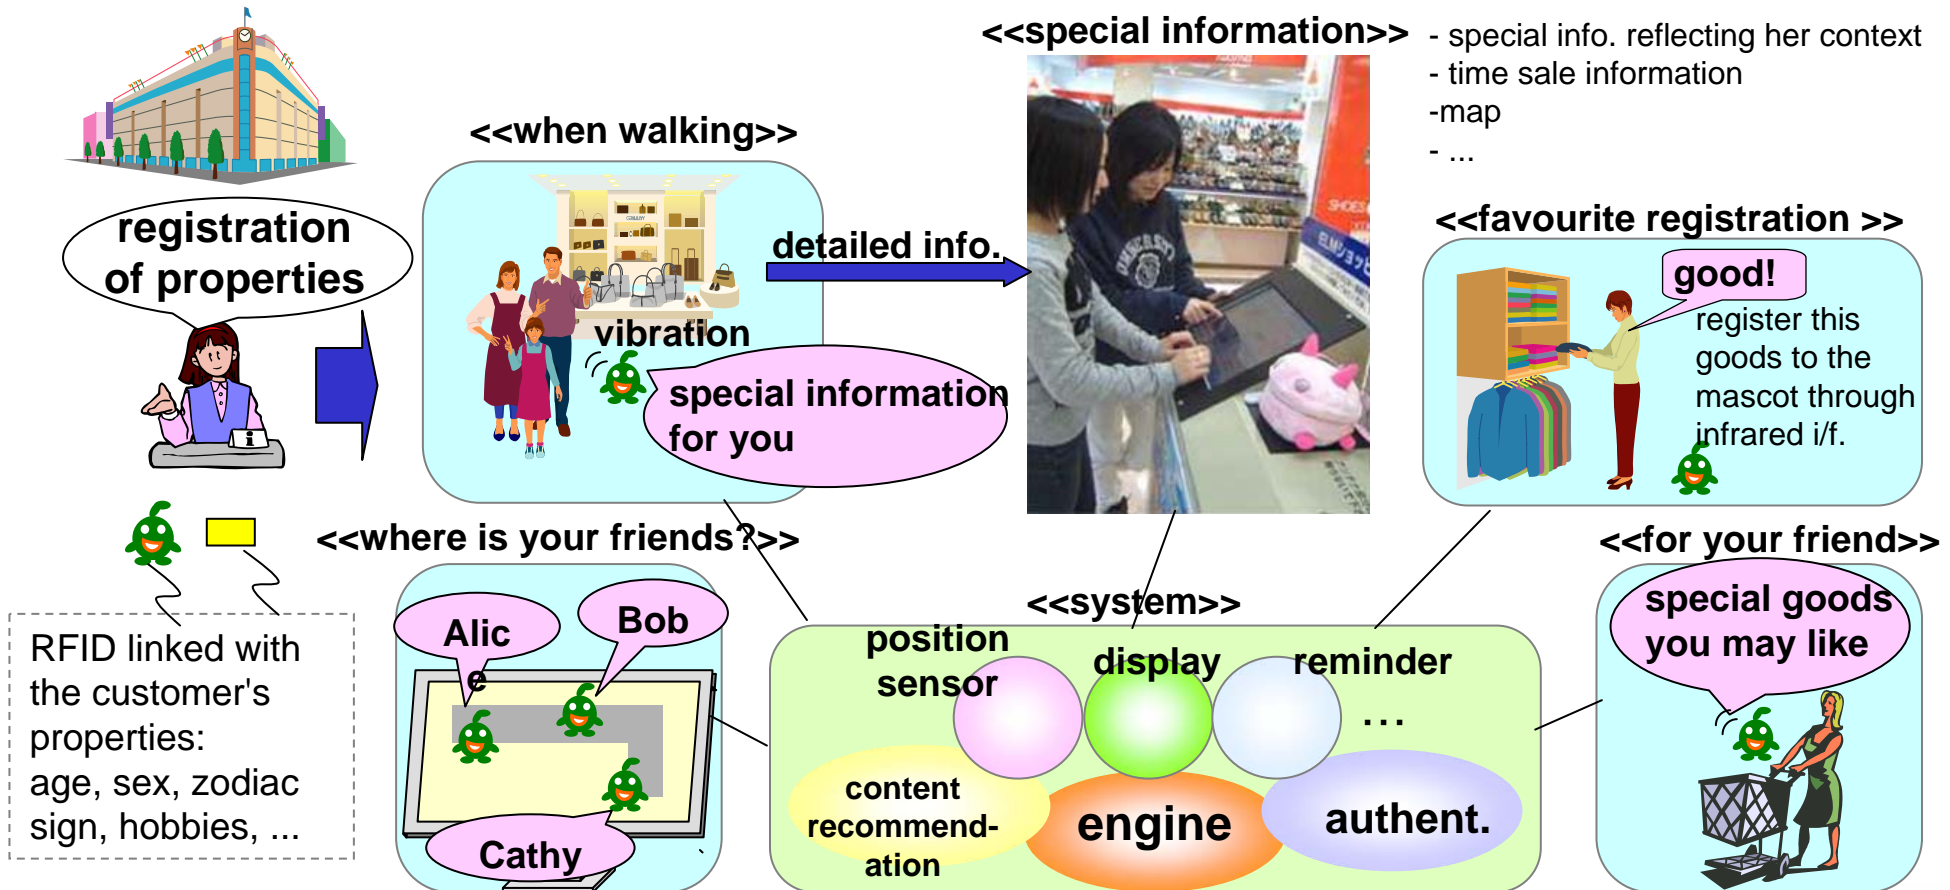 <<special information>>
- special info. reflecting her context
- time sale information
-map
- ...
<<when walking>>
registration
of properties
detailed info.
vibration
special information
for you
SHOES
<<favourite registration >>
good!
register this
goods to the
mascot through
infrared i/f.
i
<<where is your friends?>>
Alic
e
Bob
Cathy
RFID linked with
the customer's
properties:
age, sex, zodiac
sign, hobbies, ...
<<system>>
position
sensor
display
reminder
...
content
recommend-
ation
engine
authent.
<<for your friend>>
special goods
you may like